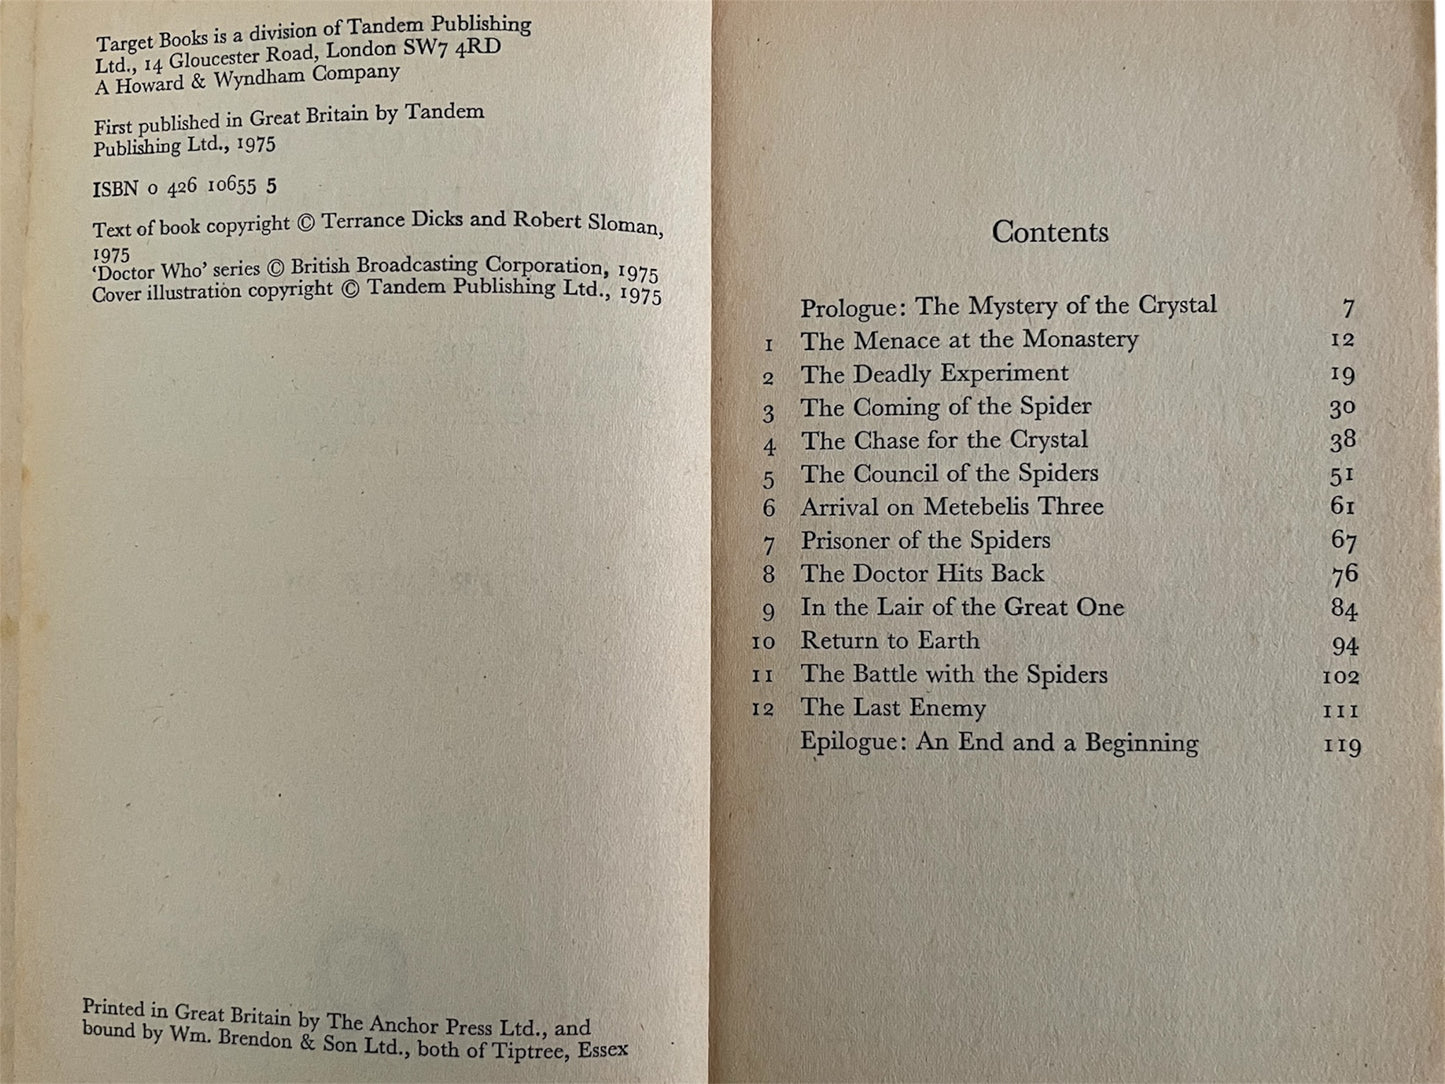 Target Books is a division of Tandem Publishing
Ltd., 14 Gloucester Road, London SW7 4RD
A Howard & Wyndham Company
First published in Great Britain by Tandem
Publishing Ltd., 1975
ISBN 0 426 10655 5
Text of book copyright © Terrance Dicks and Robert Sloman,
1975
‘Doctor Who’ series © British Broadcasting Corporation, 1975
Cover illustration copyright © Tandem Publishing Ltd., 1975
Printed in Great Britain by The Anchor Press Ltd., and
bound by Wm. Brendon & Son Ltd., both of Tiptree, Essex
Contents
Prologue: The Mystery of the Crystal 7
1 The Menace at the Monastery 12
2 The Deadly Experiment 19
3 The Coming of the Spider 30
4 The Chase for the Crystal 38
5 The Council of the Spiders 51
6 Arrival on Metebelis Three 61
7 Prisoner of the Spiders 67
8 The Doctor Hits Back 76
9 In the Lair of the Great One 84
10 Return to Earth 94
11 The Battle with the Spiders 102
12 The Last Enemy 111
Epilogue: An End and a Beginning 119